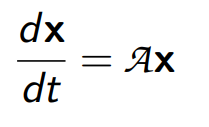 d𝐱/dt = 𝒜𝐱